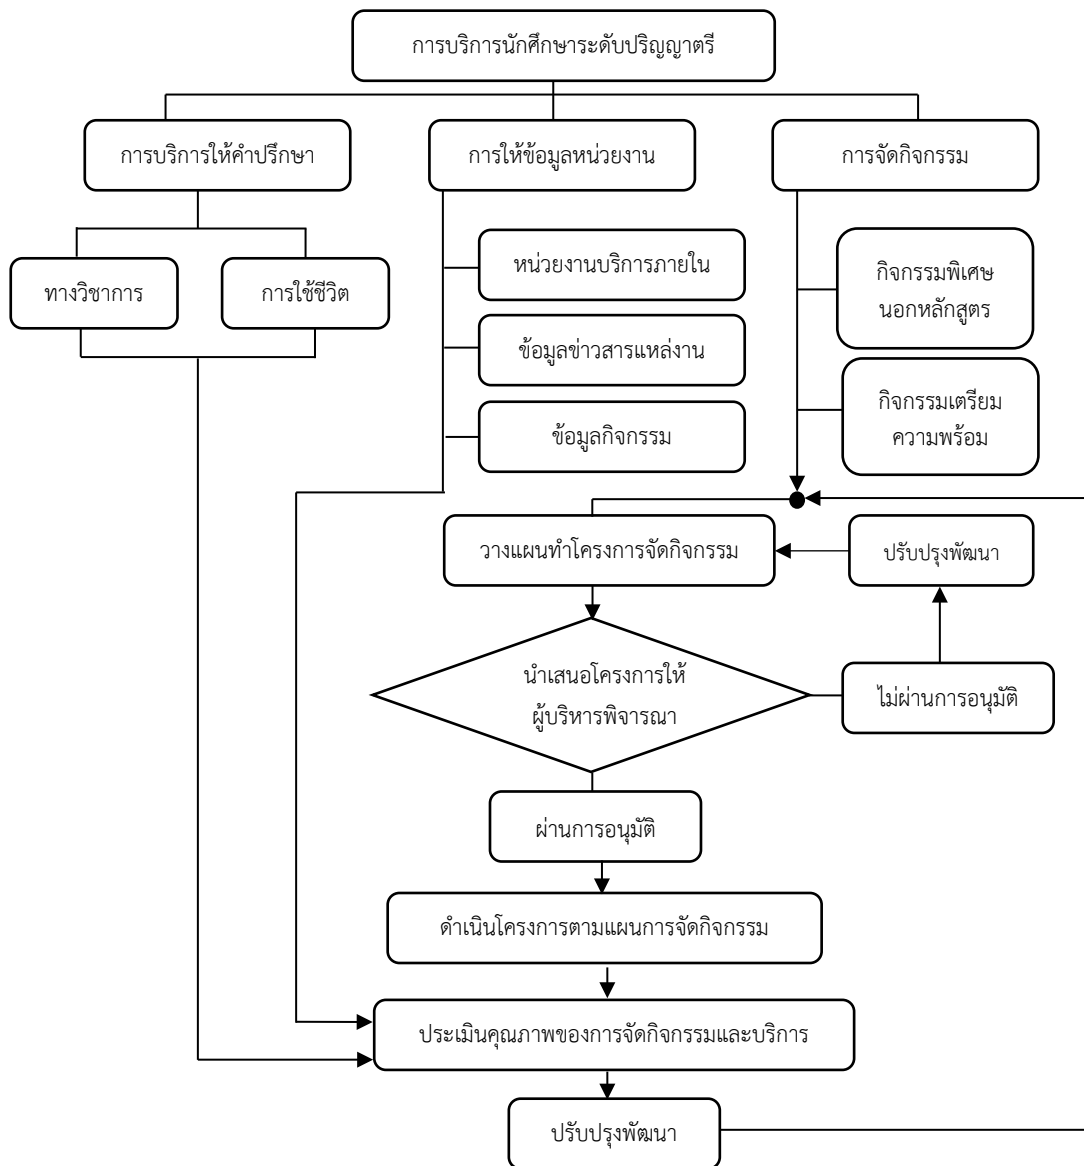 การบริการนักศึกษาระดับปริญญาตรี
การบริการให้คำปรึกษา
การให้ข้อมูลหน่วยงาน
การจัดกิจกรรม
ทางวิชาการ
การใช้ชีวิต
หน่วยงานบริการภายใน
ข้อมูลข่าวสารแหล่งงาน
ข้อมูลกิจกรรม
กิจกรรมพิเศษ
นอกหลักสูตร
กิจกรรมเตรียม
ความพร้อม
วางแผนทำโครงการจัดกิจกรรม
ปรับปรุงพัฒนา
นำเสนอโครงการให้
ผู้บริหารพิจารณา
ไม่ผ่านการอนุมัติ
ผ่านการอนุมัติ
ดำเนินโครงการตามแผนการจัดกิจกรรม
ประเมินคุณภาพของการจัดกิจกรรมและบริการ
ปรับปรุงพัฒนา